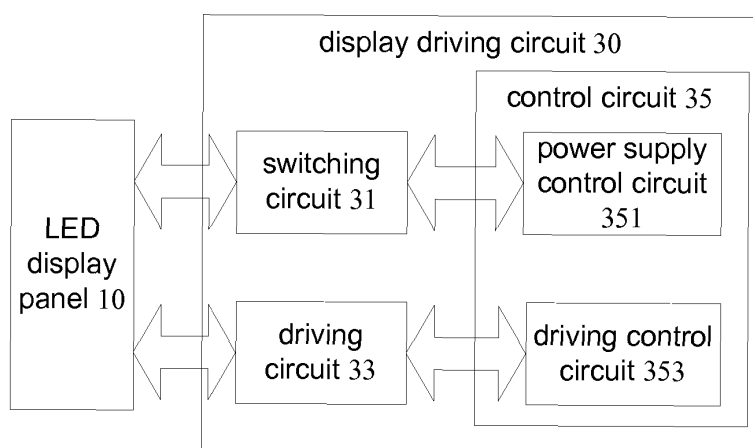 display driving circuit 30
control circuit 35
LED
display
panel 10
switching
circuit 31
power supply
control circuit
351
driving
circuit 33
driving control
circuit 353